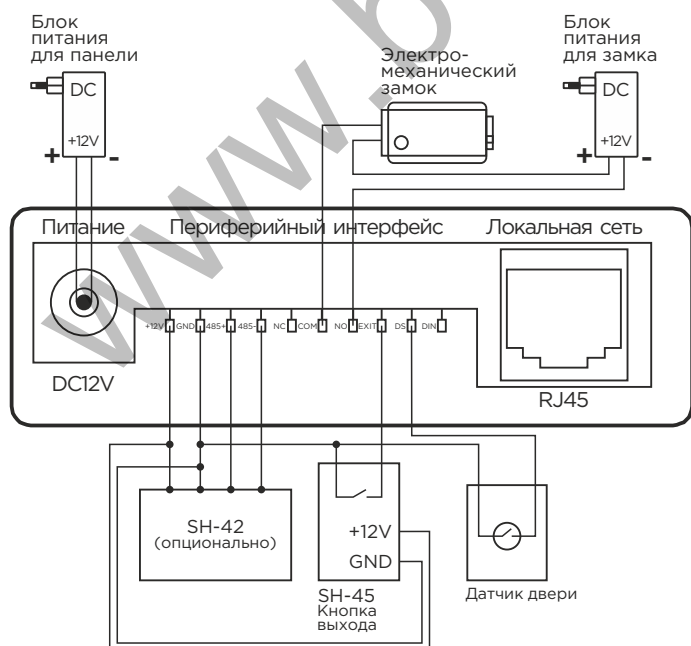 Блок
питания
для панели
DC
+12V
+
-
Электро-
механический
замок
Блок
питания
для замка
DC
+12V
+
-
www.b
Питание
Периферийный интерфейс
Локальная сеть
+12V
GND
485+
485-
NC
COM
NO
EXIT
DS
DIN
DC12V
RJ45
SH-42
(опционально)
+12V
GND
SH-45
Кнопка
выхода
Датчик двери